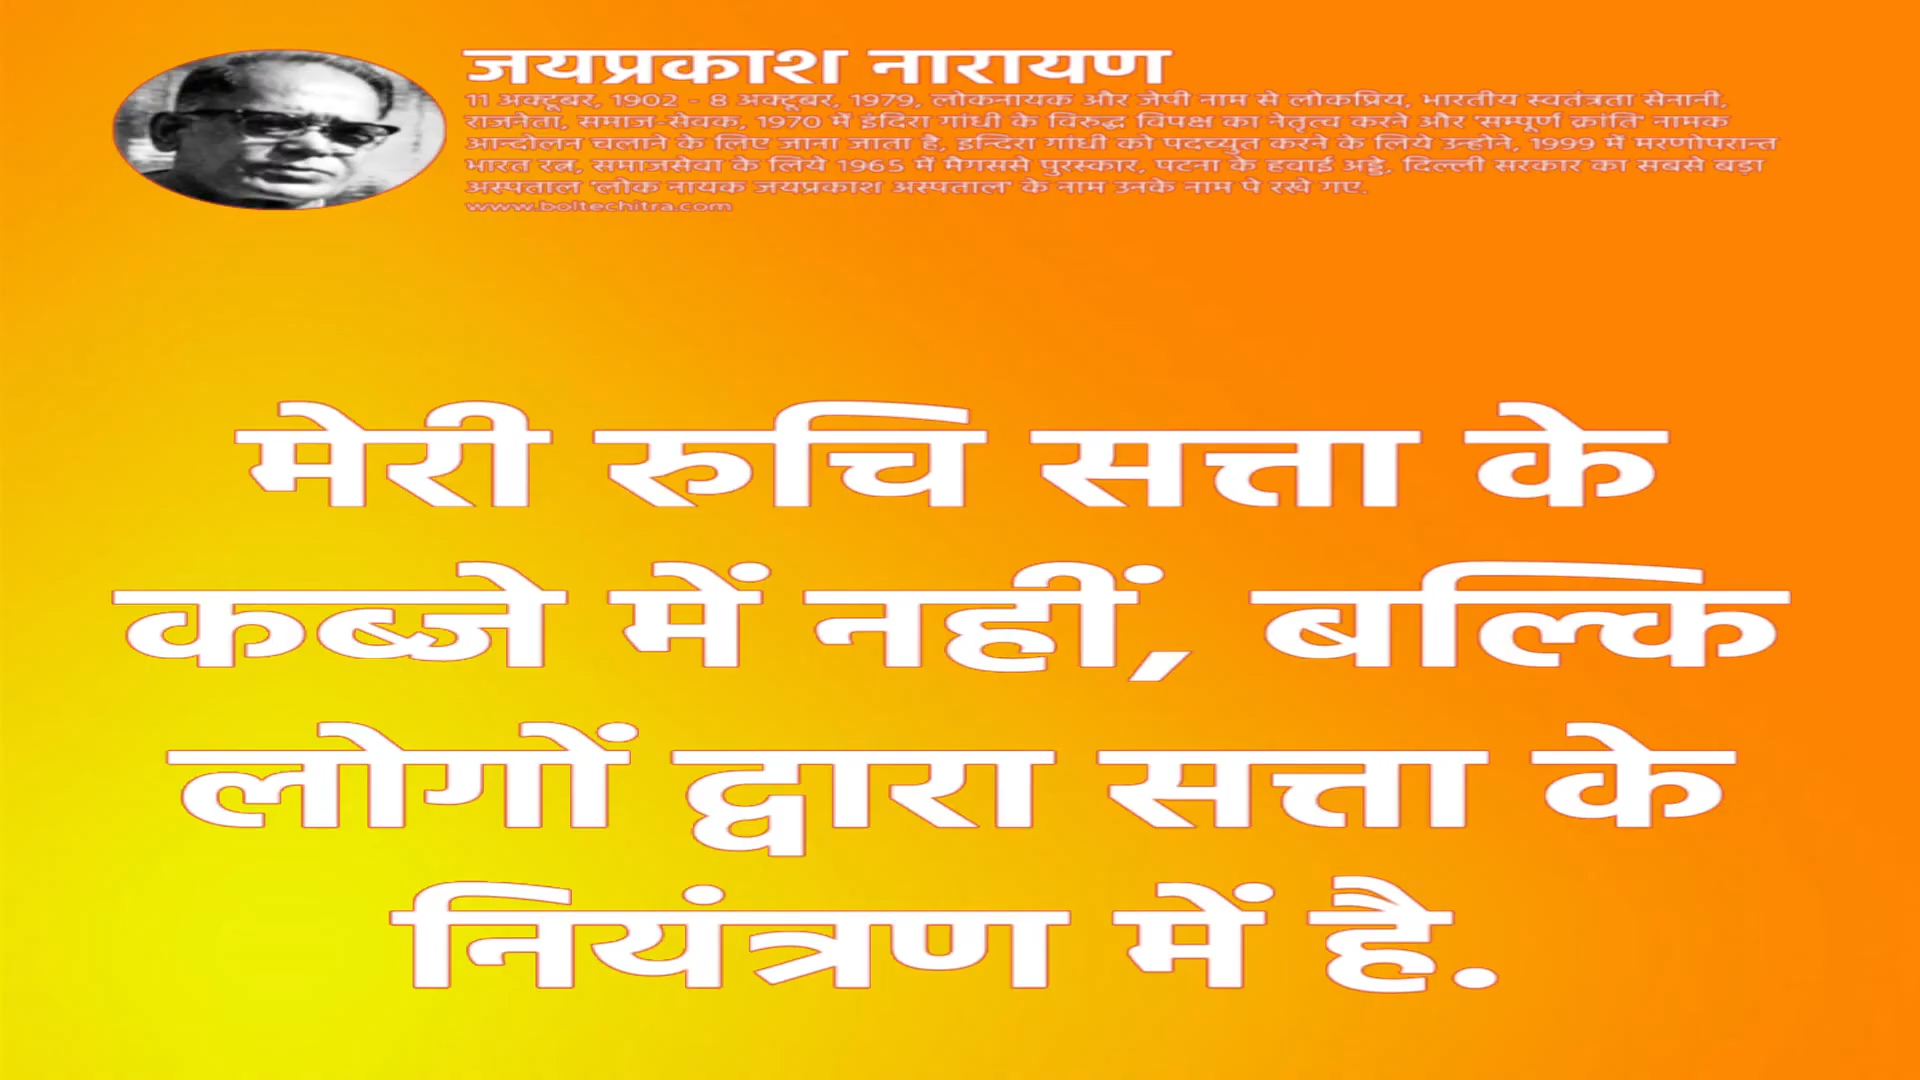 जयप्रकाश नारायण
11 अक्टूबर, 1902 - 8 अक्टूबर, 1979, लोकनायक और जेपी नाम से लोकप्रिय, भारतीय स्वतंत्रता सेनानी,
राजनेता, समाज-सेवक, 1970 में इंदिरा गांधी के विरुद्ध विपक्ष का नेतृत्व करने और 'सम्पूर्ण क्रांति' नामक
आन्दोलन चलाने के लिए जाना जाता है, इन्दिरा गांधी को पदच्युत करने के लिये उन्होने, 1999 में मरणोपरान्त
भारत रत्न, समाजसेवा के लिये 1965 में मैगससे पुरस्कार, पटना के हवाई अड्डे, दिल्ली सरकार का सबसे बड़ा
अस्पताल 'लोक नायक जयप्रकाश अस्पताल' के नाम उनके नाम पे रखे गए.
www.boltechitra.com
मेरी रुचि सत्ता के
कब्जे में नहीं, बल्कि
लोगों द्वारा सत्ता के
नियंत्रण में है.